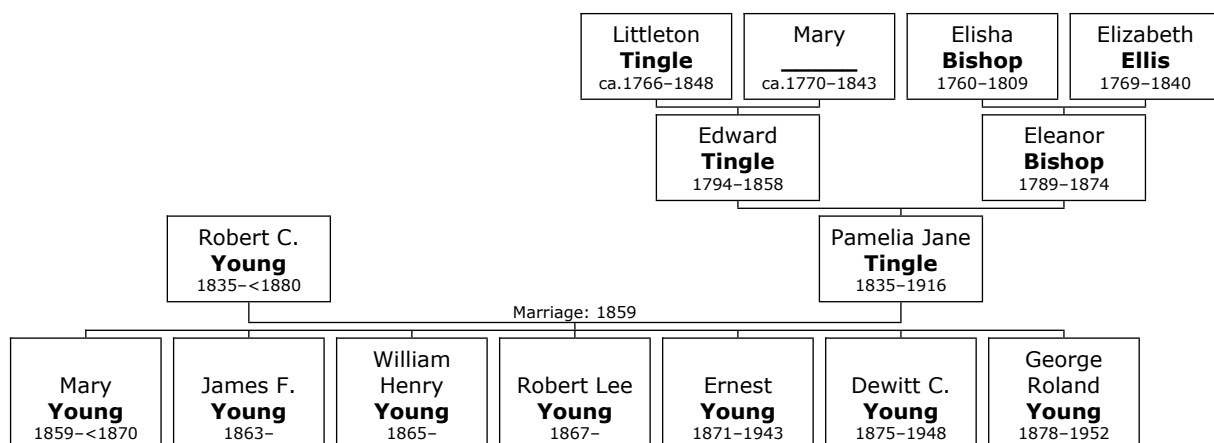 Littleton
Tingle
ca.1766–1848
Mary
_______
ca.1770–1843
Elisha
Bishop
1760–1809
Elizabeth
Ellis
1769–1840
Edward
Tingle
1794–1858
Eleanor
Bishop
1789–1874
Robert C.
Young
1835–<1880
Pamelia Jane
Tingle
1835–1916
Marriage: 1859
Mary
Young
1859–<1870
James F.
Young
1863–
William
Henry
Young
1865–
Robert Lee
Young
1867–
Ernest
Young
1871–1943
Dewitt C.
Young
1875–1948
George
Roland
Young
1878–1952